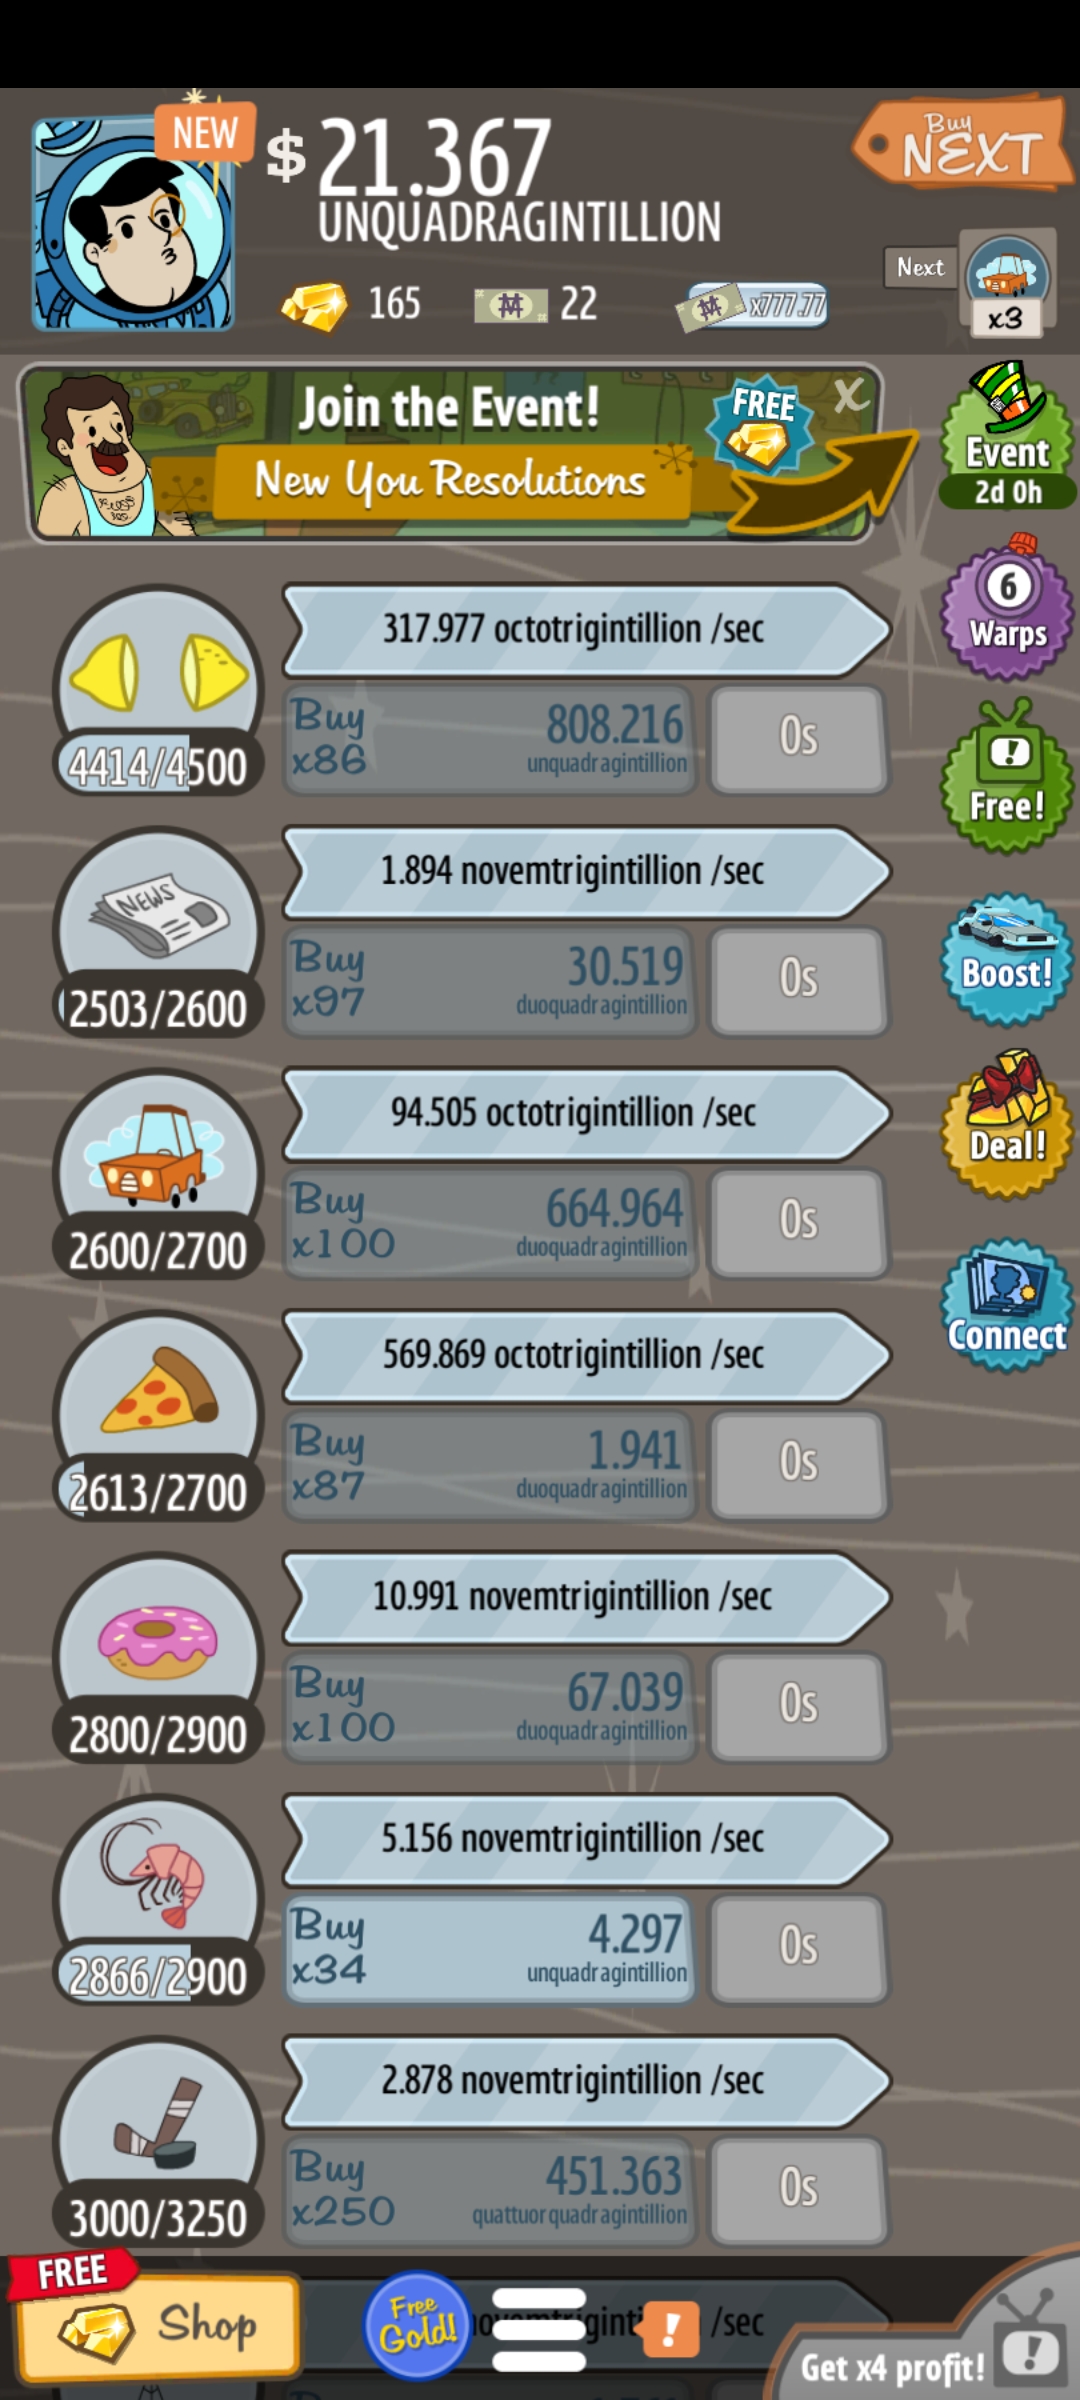 NEW
$ 21.367
UNQUADRAGINTILLION
Buy
NEXT
165
22
x777.77
Next
x3
Join the Event!
New You Resolutions
FREE
X
Event
2d 0h
6
Warps
Free!
Boost!
Deal!
Connect
317.977 octotrigintillion /sec
4414/4500
Buy
x86
808.216
unquadragintillion
0s
NEWS
1.894 novemtrigintillion /sec
2503/2600
Buy
x97
30.519
duoquadragintillion
0s
94.505 octotrigintillion /sec
2600/2700
Buy
x100
664.964
duoquadragintillion
0s
569.869 octotrigintillion /sec
2613/2700
Buy
x87
1.941
duoquadragintillion
0s
10.991 novemtrigintillion /sec
2800/2900
Buy
x100
67.039
duoquadragintillion
0s
5.156 novemtrigintillion /sec
2866/2900
Buy
x34
4.297
unquadragintillion
0s
2.878 novemtrigintillion /sec
3000/3250
Buy
x250
451.363
quattuorquadragintillion
0s
FREE
Shop
Free
Gold!
!
/sec
Get x4 profit!
!